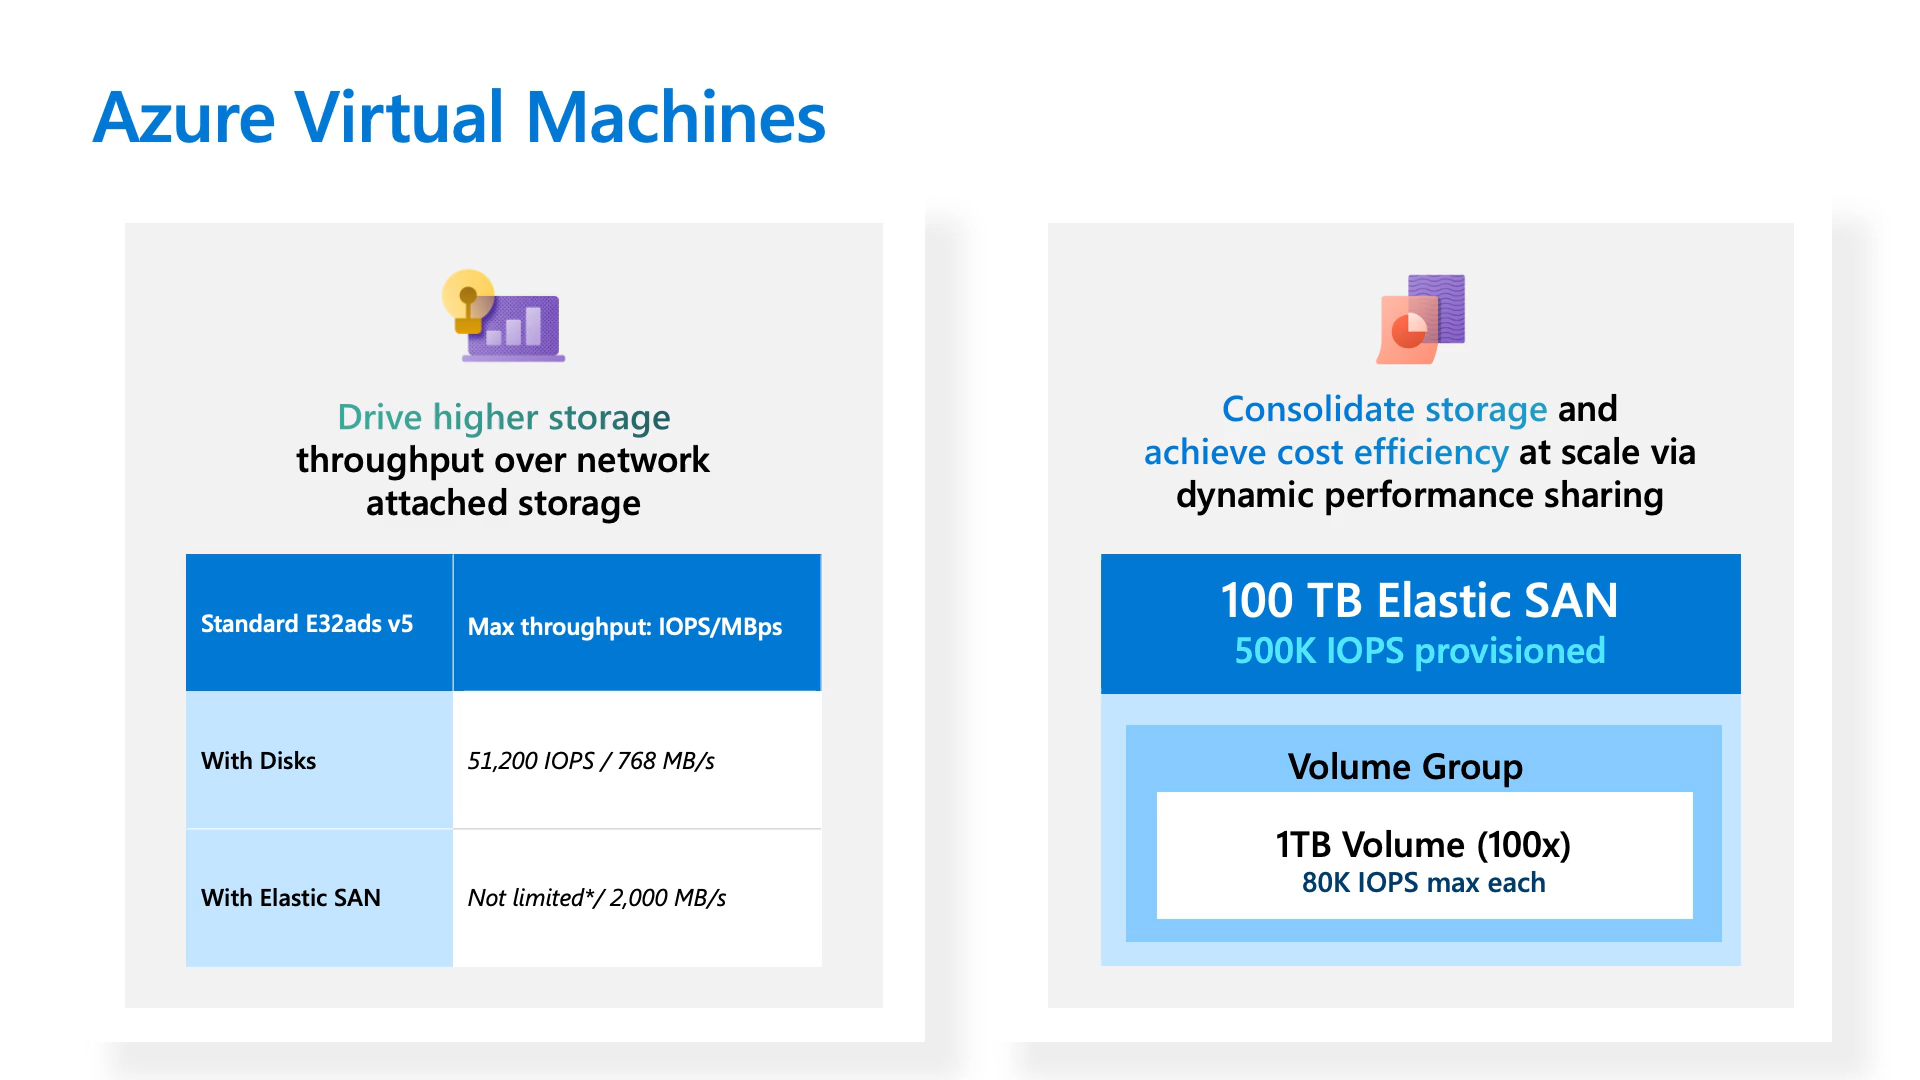 Azure Virtual Machines
Drive higher storage
throughput over network
attached storage
Standard E32ads v5
Max throughput: IOPS/MBps
With Disks
51,200 IOPS / 768 MB/s
With Elastic SAN
Not limited*/ 2,000 MB/s
Consolidate storage and
achieve cost efficiency at scale via
dynamic performance sharing
100 TB Elastic SAN
500K IOPS provisioned
Volume Group
1TB Volume (100x)
80K IOPS max each